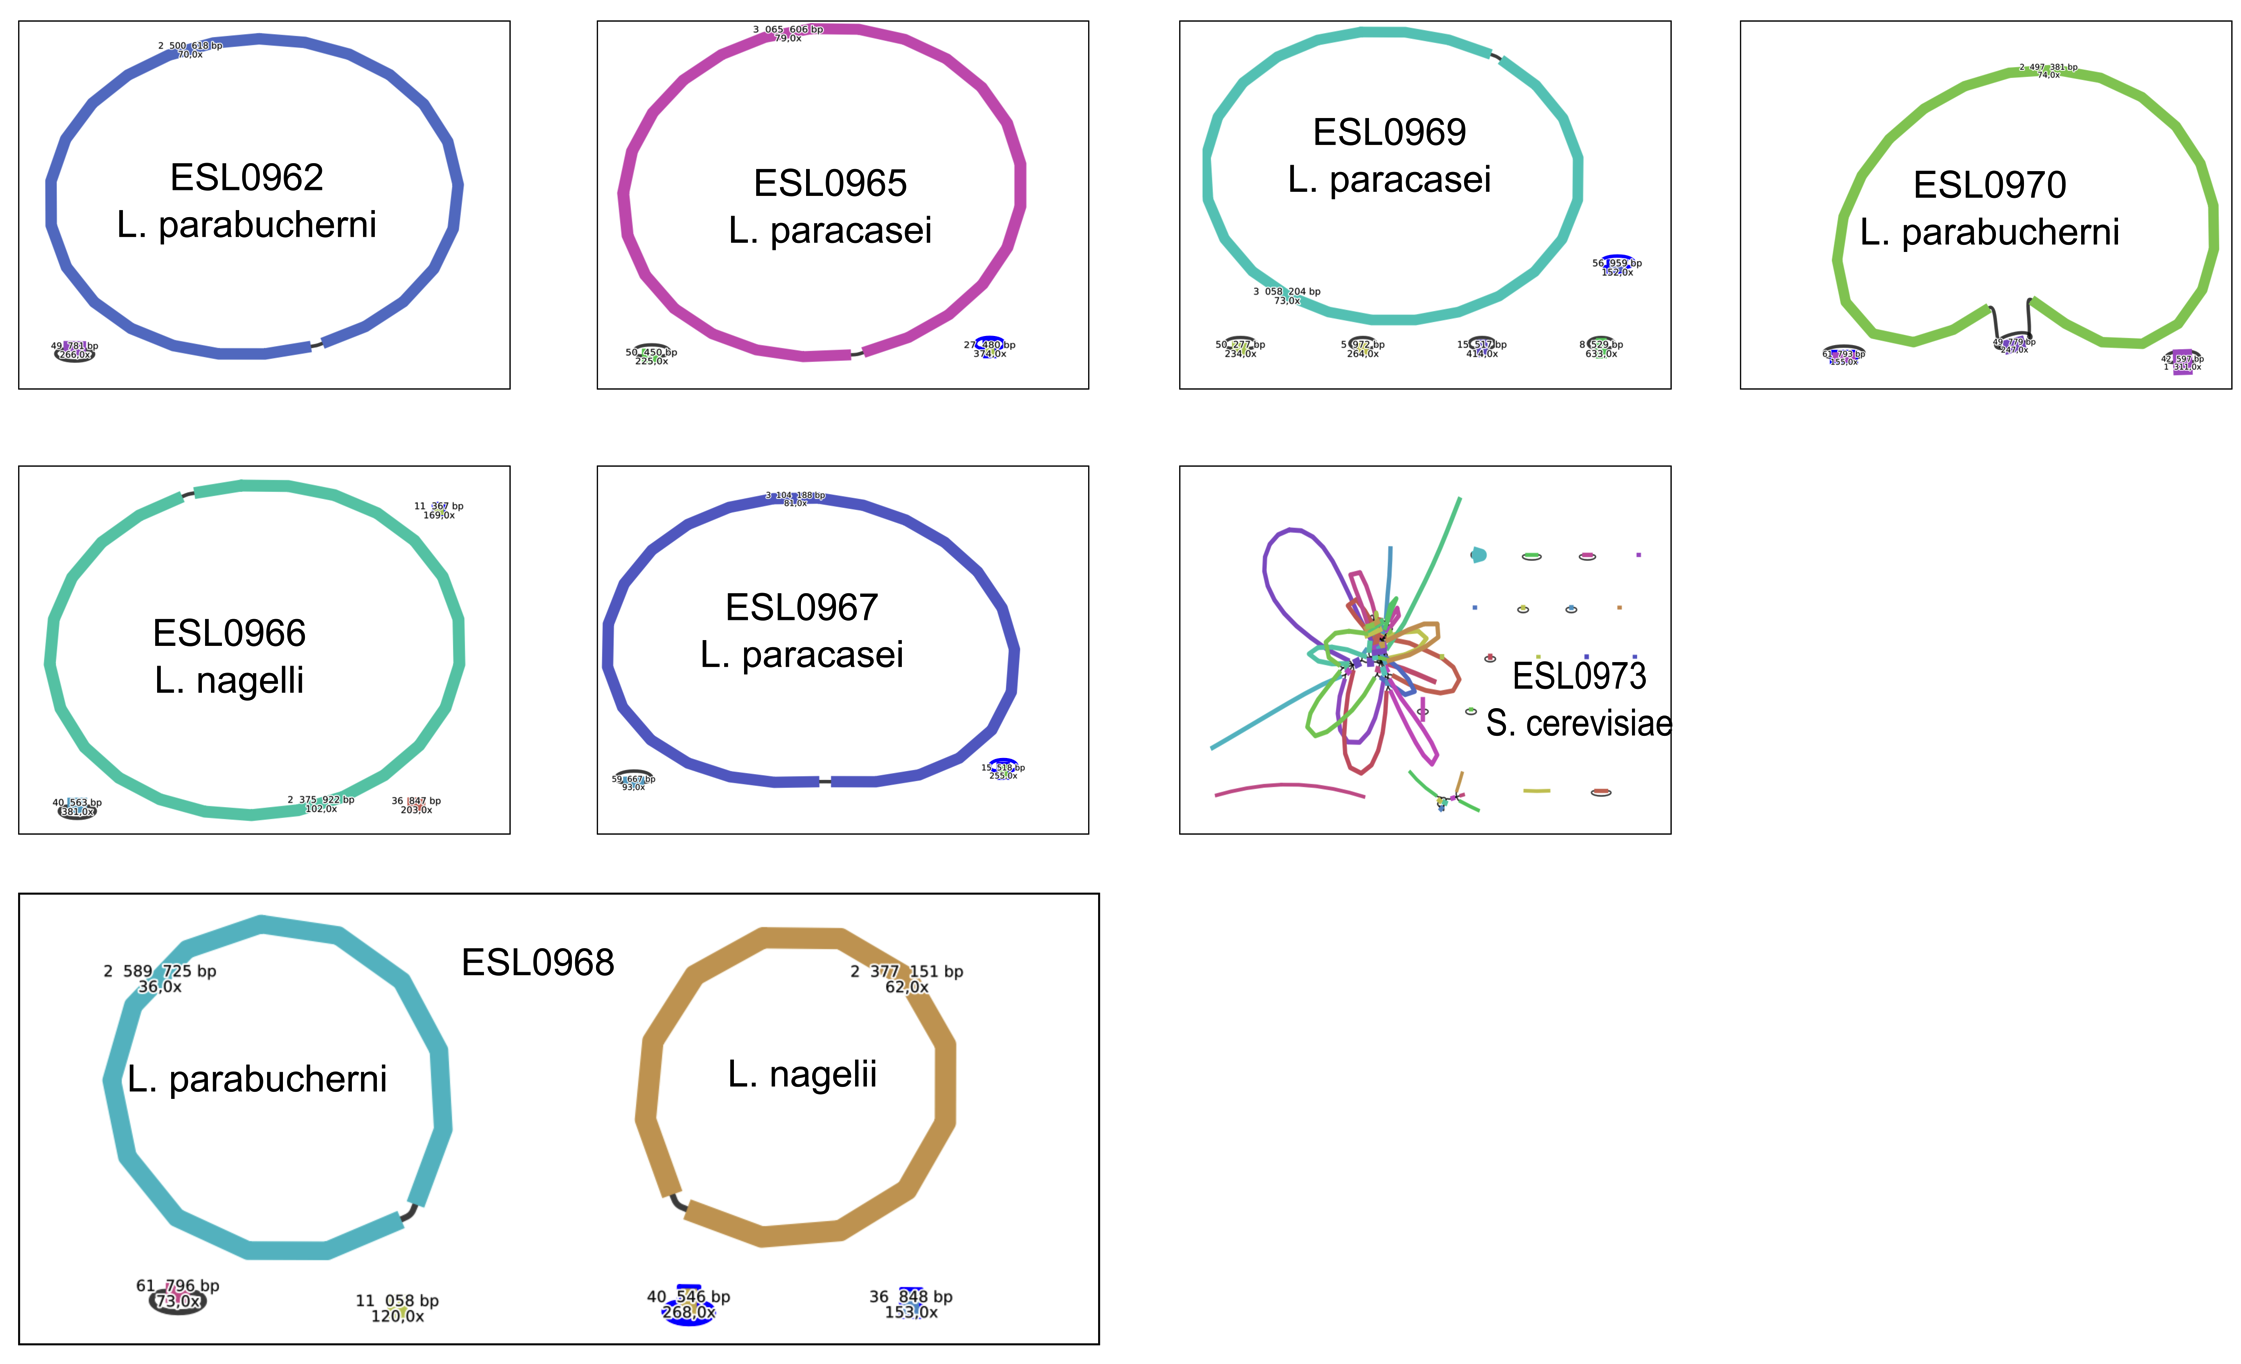 2 500 618 bp
70,0x
ESL0962
L. parabucherni
49 781 bp
266,0x
3 065 606 bp
79,0x
ESL0965
L. paracasei
50 450 bp
225,0x
27 480 bp
374,0x
ESL0969
L. paracasei
56 959 bp
152,0x
3 058 204 bp
73,0x
50 277 bp
234,0x
5 972 bp
264,0x
15 517 bp
414,0x
8 529 bp
633,0x
2 497 381 bp
74,0x
ESL0970
L. parabucherni
61 793 bp
155,0x
49 779 bp
247,0x
42 597 bp
1 311,0x
11 367 bp
169,0x
ESL0966
L. nagelli
40 563 bp
381,0x
2 375 922 bp
102,0x
36 847 bp
203,0x
3 104 188 bp
81,0x
ESL0967
L. paracasei
59 667 bp
93,0x
15 518 bp
255,0x
ESL0973
S. cerevisiae
ESL0968
2 589 725 bp
36,0x
L. parabucherni
61 796 bp
73,0x
11 058 bp
120,0x
2 377 151 bp
62,0x
L. nagelii
40 546 bp
268,0x
36 848 bp
153,0x